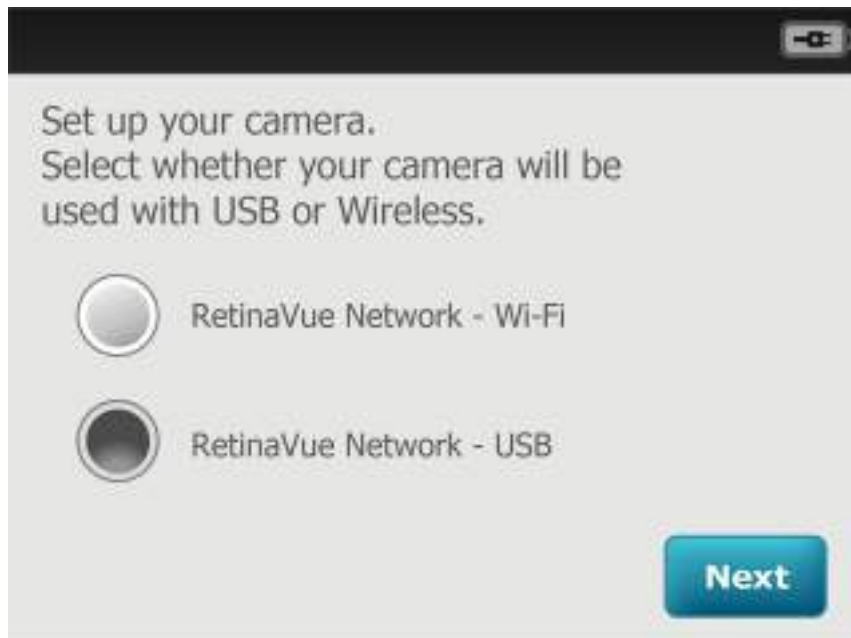 Set up your camera.
Select whether your camera will be
used with USB or Wireless.
RetinaVue Network - Wi-Fi
RetinaVue Network - USB
Next